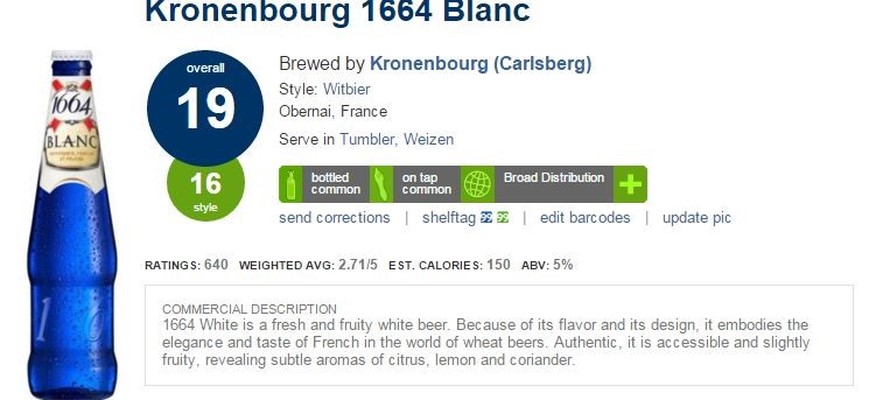 Kronenbourg 1664 Blanc
overall
19
16
style
Brewed by Kronenbourg (Carlsberg)
Style: Witbier
Obernai, France
Serve in Tumbler, Weizen
bottled common
on tap common
Broad Distribution
send corrections | shelftag | edit barcodes | update pic
RATINGS: 640 WEIGHTED AVG: 2.71/5 EST. CALORIES: 150 ABV: 5%
COMMERCIAL DESCRIPTION
1664 White is a fresh and fruity white beer. Because of its flavor and its design, it embodies the
elegance and taste of French in the world of wheat beers. Authentic, it is accessible and slightly
fruity, revealing subtle aromas of citrus, lemon and coriander.
1664
BLANC
1 6